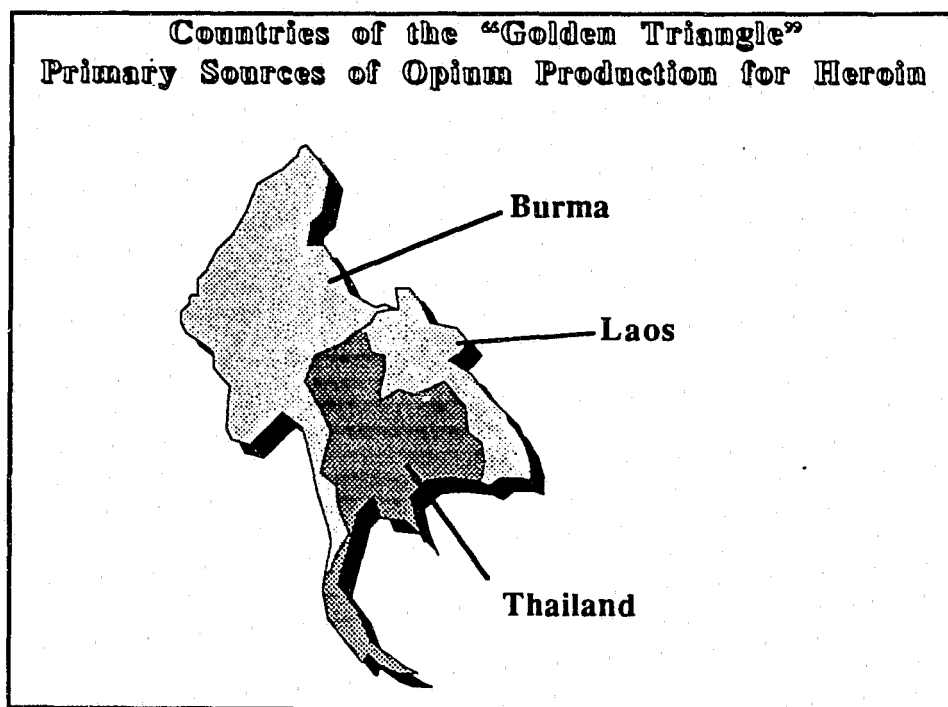 Countries of the “Golden Triangle”
Primary Sources of Opium Production for Heroin
Burma
Laos
Thailand